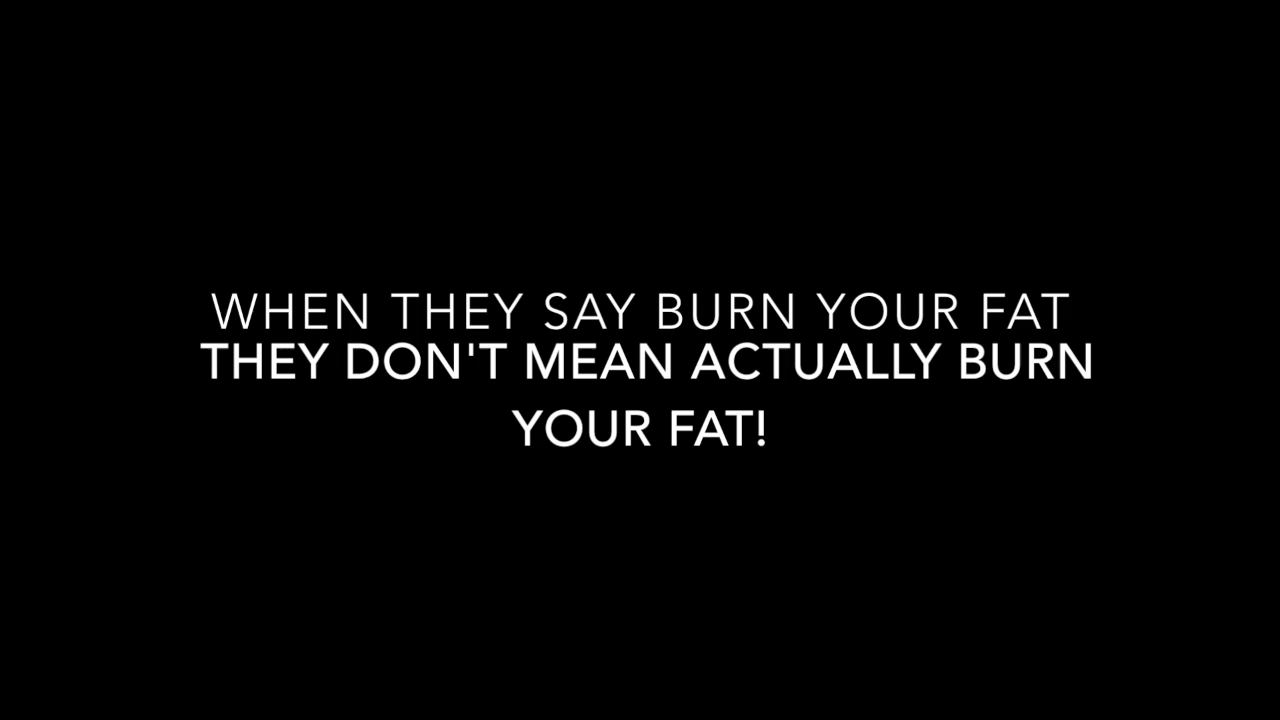 WHEN THEY SAY BURN YOUR FAT
THEY DON'T MEAN ACTUALLY BURN
YOUR FAT!